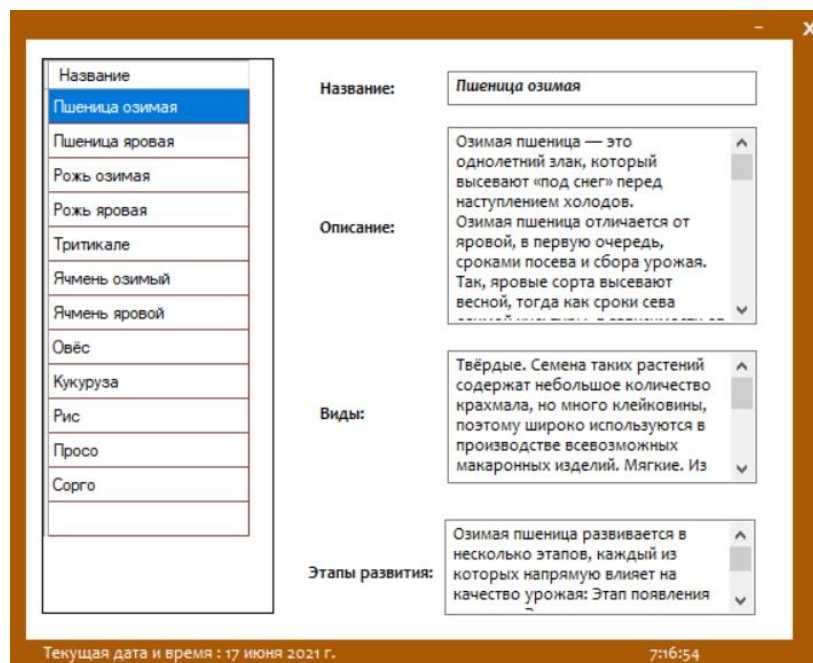 Название
Пшеница озимая
Пшеница яровая
Рожь озимая
Рожь яровая
Тритикале
Ячмень озимый
Ячмень яровой
Овёс
Кукуруза
Рис
Просо
Сорго
Название:
Пшеница озимая
Описание:
Озимая пшеница — это
однолетний злак, который
высевают «под снег» перед
наступлением холодов.
Озимая пшеница отличается от
яровой, в первую очередь,
сроками посева и сбора урожая.
Так, яровые сорта высевают
весной, тогда как сроки сева
Виды:
Твёрдые. Семена таких растений
содержат небольшое количество
крахмала, но много клейковины,
поэтому широко используются в
производстве всевозможных
макаронных изделий. Мягкие. Из
Этапы развития:
Озимая пшеница развивается в
несколько этапов, каждый из
которых напрямую влияет на
качество урожая: Этап появления
Текущая дата и время : 17 июня 2021 г.
7:16:54